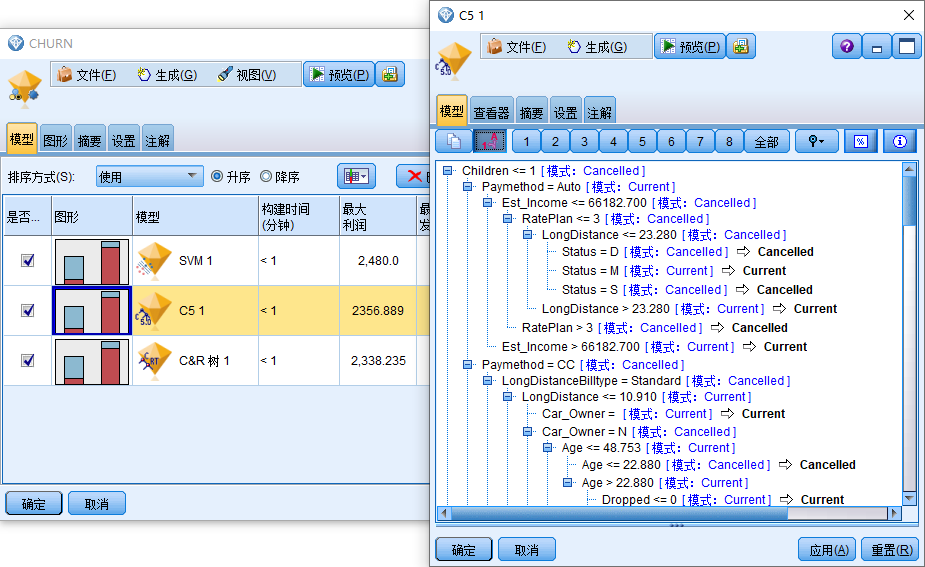 CHURN
文件(F) 生成(G) 视图(V) 预览(P)
模型 图形 摘要 设置 注解
排序方式(S): 使用 升序 降序
是否... 图形 模型 构建时间 (分钟) 最大 利润
SVM 1 < 1 2,480.0
C5 1 < 1 2356.889
C&R 树 1 < 1 2,338.235
确定 取消
C5 1
文件(F) 生成(G) 预览(P)
模型 查看器 摘要 设置 注解
1 2 3 4 5 6 7 8 全部 %
Children <= 1 [ 模式: Cancelled ]
Paymethod = Auto [ 模式: Current ]
Est_Income <= 66182.700 [ 模式: Cancelled ]
RatePlan <= 3 [ 模式: Cancelled ]
LongDistance <= 23.280 [ 模式: Cancelled ]
Status = D [ 模式: Cancelled ] ⇨ Cancelled
Status = M [ 模式: Current ] ⇨ Current
Status = S [ 模式: Cancelled ] ⇨ Cancelled
LongDistance > 23.280 [ 模式: Current ] ⇨ Current
RatePlan > 3 [ 模式: Cancelled ] ⇨ Cancelled
Est_Income > 66182.700 [ 模式: Current ] ⇨ Current
Paymethod = CC [ 模式: Cancelled ]
LongDistanceBilltype = Standard [ 模式: Cancelled ]
LongDistance <= 10.910 [ 模式: Current ]
Car_Owner = [ 模式: Current ] ⇨ Current
Car_Owner = N [ 模式: Cancelled ]
Age <= 48.753 [ 模式: Current ]
Age <= 22.880 [ 模式: Cancelled ] ⇨ Cancelled
Age > 22.880 [ 模式: Current ]
Dropped <= 0 [ 模式: Current ] ⇨ Current
确定 取消 应用(A) 重置(R)